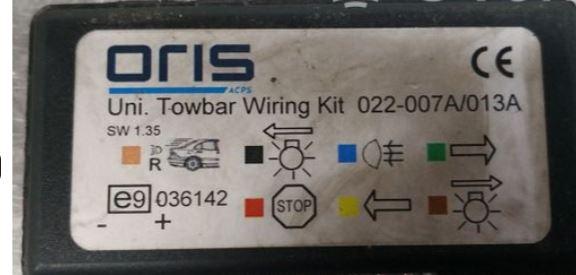 oris
ACPS
CE
Uni. Towbar Wiring Kit 022-007A/013A
SW 1.35
R
e9 036142
STOP
- +